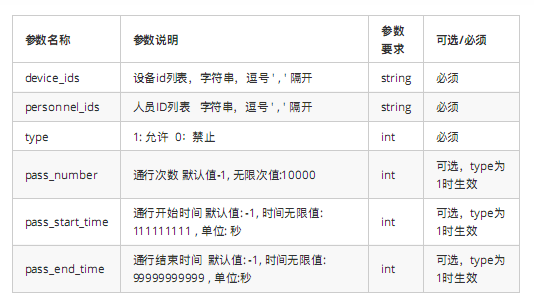 参数名称 参数说明 参数要求 可选/必须
device_ids 设备id列表，字符串，逗号 ' , ' 隔开 string 必须
personnel_ids 人员ID列表 字符串，逗号 ' , ' 隔开 string 必须
type 1: 允许 0：禁止 int 必须
pass_number 通行次数 默认值-1, 无限次值:10000 int 可选，type为
1时生效
pass_start_time 通行开始时间 默认值: -1, 时间无限值:
111111111 , 单位: 秒 int 可选，type为
1时生效
pass_end_time 通行结束时间 默认值: -1, 时间无限值:
99999999999 , 单位:秒 int 可选，type为
1时生效